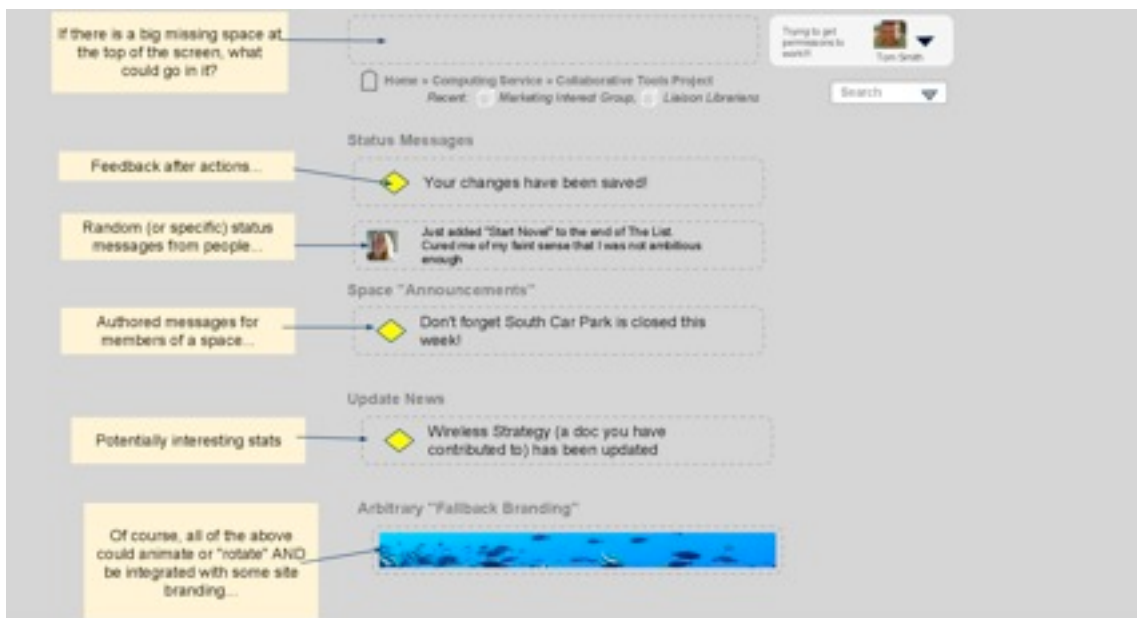 If there is a big missing space at
the top of the screen, what
could go in it?
Trying to get
permissions to
work!!!
Tom Smith
Home » Computing Service » Collaborative Tools Project
Recent: Marketing Interest Group, Liaison Librarians
Search
Status Messages
Feedback after actions...
Your changes have been saved!
Random (or specific) status
messages from people...
Just added "Start Novel" to the end of The List.
Cured me of my faint sense that I was not ambitious
enough
Space "Announcements"
Authored messages for
members of a space...
Don't forget South Car Park is closed this
week!
Update News
Potentially interesting stats
Wireless Strategy (a doc you have
contributed to) has been updated
Arbitrary "Fallback Branding"
Of course, all of the above
could animate or "rotate" AND
be integrated with some site
branding...